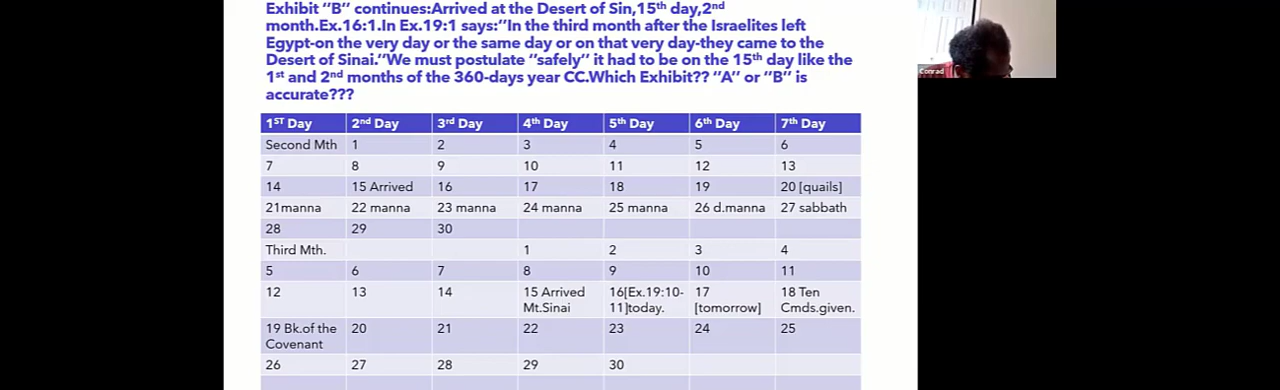 Exhibit “B” continues:Arrived at the Desert of Sin,15th day,2nd
month.Ex.16:1.In Ex.19:1 says:”In the third month after the Israelites left
Egypt-on the very day or the same day or on that very day-they came to the
Desert of Sinai.”We must postulate “safely” it had to be on the 15th day like the
1st and 2nd months of the 360-days year CC.Which Exhibit?? “A” or “B” is
accurate???
Conrad
1ST Day 2nd Day 3rd Day 4th Day 5th Day 6th Day 7th Day
Second Mth 1 2 3 4 5 6
7 8 9 10 11 12 13
14 15 Arrived 16 17 18 19 20 [quails]
21manna 22 manna 23 manna 24 manna 25 manna 26 d.manna 27 sabbath
28 29 30
Third Mth. 1 2 3 4
5 6 7 8 9 10 11
12 13 14 15 Arrived Mt.Sinai 16[Ex.19:10-11]today. 17 [tomorrow] 18 Ten Cmds.given.
19 Bk.of the Covenant 20 21 22 23 24 25
26 27 28 29 30